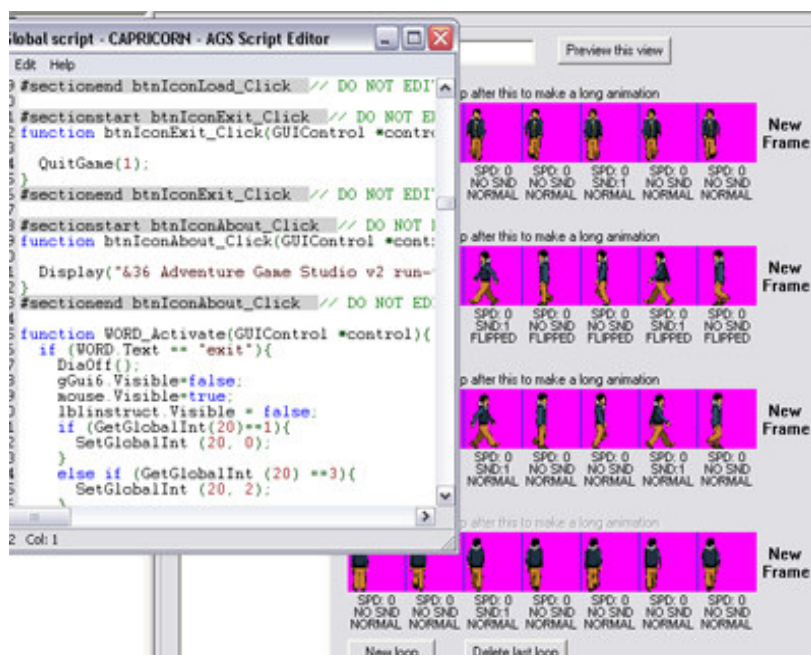 Global script - CAPRICORN - AGS Script Editor
Edit Help
#sectionend btnIconLoad_Click // DO NOT EDI
#sectionstart btnIconExit_Click // DO NOT E
function btnIconExit_Click(GUIControl *contr
QuitGame(1);
}
#sectionend btnIconExit_Click // DO NOT EDI
#sectionstart btnIconAbout_Click // DO NOT
function btnIconAbout_Click(GUIControl *cont
Display("&36 Adventure Game Studio v2 run-
}
#sectionend btnIconAbout_Click // DO NOT ED
function WORD_Activate(GUIControl *control){
if (WORD.Text == "exit"){
DiaOff();
gGui6.Visible=false;
mouse.Visible=true;
lblinstruct.Visible = false;
if (GetGlobalInt(20)==1){
SetGlobalInt (20, 0);
}
else if (GetGlobalInt (20) ==3){
SetGlobalInt (20, 2);
}
2 Col: 1
Preview this view
p after this to make a long animation
New Frame
SPD: 0 SPD: 0 SPD: 0 SPD: 0 SPD: 0
NO SND NO SND SND:1 NO SND NO SND
NORMAL NORMAL NORMAL NORMAL NORMAL
p after this to make a long animation
New Frame
SPD: 0 SPD: 0 SPD: 0 SPD: 0 SPD: 0
SND:1 NO SND NO SND SND:1 NO SND
FLIPPED FLIPPED FLIPPED FLIPPED FLIPPED
p after this to make a long animation
New Frame
SPD: 0 SPD: 0 SPD: 0 SPD: 0 SPD: 0
SND:1 NO SND NO SND SND:1 NO SND
NORMAL NORMAL NORMAL NORMAL NORMAL
p after this to make a long animation
New Frame
SPD: 0 SPD: 0 SPD: 0 SPD: 0 SPD: 0 SPD: 0 SPD: 0
NO SND NO SND SND:1 NO SND NO SND NO SND NO SND
NORMAL NORMAL NORMAL NORMAL NORMAL NORMAL NORMAL
New loop Delete last loop